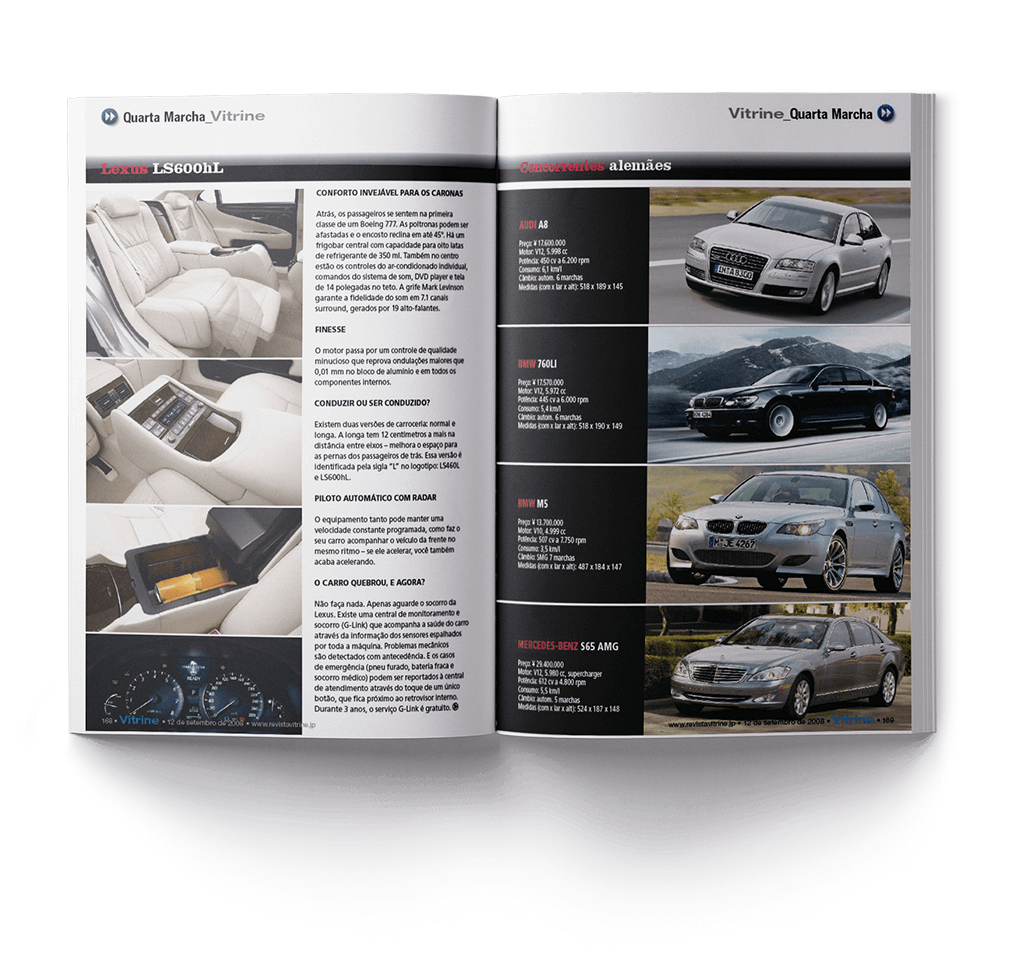 Quarta Marcha_Vitrine
Lexus LS600hL
CONFORTO INVEJÁVEL PARA OS CARONAS
Atrás, os passageiros se sentem na primeira
classe de um Boeing 777. As poltronas podem ser
afastadas e o encosto reclina em até 45º. Há um
frigobar central com capacidade para oito latas
de refrigerante de 350 ml. Também no centro
estão os controles do ar-condicionado individual,
comandos do sistema de som, DVD player e tela
de 14 polegadas no teto. A grife Mark Levinson
garante a fidelidade do som em 7.1 canais
surround, gerados por 19 alto-falantes.
FINESSE
O motor passa por um controle de qualidade
minucioso que reprova ondulações maiores que
0,01 mm no bloco de alumínio e em todos os
componentes internos.
CONDUZIR OU SER CONDUZIDO?
Existem duas versões de carroceria: normal e
longa. A longa tem 12 centímetros a mais na
distância entre eixos – melhora o espaço para
as pernas dos passageiros de trás. Essa versão é
identificada pela sigla “L” no logotipo: LS460L
e LS600hL.
PILOTO AUTOMÁTICO COM RADAR
O equipamento tanto pode manter uma
velocidade constante programada, como faz o
seu carro acompanhar o veículo da frente no
mesmo ritmo – se ele acelerar, você também
acaba acelerando.
O CARRO QUEBROU, E AGORA?
Não faça nada. Apenas aguarde o socorro da
Lexus. Existe uma central de monitoramento e
socorro (G-Link) que acompanha a saúde do carro
através da informação dos sensores espalhados
por toda a máquina. Problemas mecânicos
são detectados com antecedência. E os casos
de emergência (pneu furado, bateria fraca e
socorro médico) podem ser reportados à central
de atendimento através do toque de um único
botão, que fica próximo ao retrovisor interno.
Durante 3 anos, o serviço G-Link é gratuito.
READY
168 • Vitrine • 12 de setembro de 2008 • www.revistavitrine.jp
Vitrine_Quarta Marcha
Concorrentes alemães
AUDI A8
Preço: ¥ 17.600.000
Motor: V12, 5.998 cc
Potência: 450 cv a 6.200 rpm
Consumo: 6,1 km/l
Câmbio: autom. 6 marchas
Medidas (com x lar x alt): 518 x 189 x 145
BMW 760LI
Preço: ¥ 17.570.000
Motor: V12, 5.972 cc
Potência: 445 cv a 6.000 rpm
Consumo: 5,4 km/l
Câmbio: autom. 6 marchas
Medidas (com x lar x alt): 518 x 190 x 149
BMW M5
Preço: ¥ 13.700.000
Motor: V10, 4.999 cc
Potência: 507 cv a 7.750 rpm
Consumo: 3,5 km/l
Câmbio: SMG 7 marchas
Medidas (com x lar x alt): 487 x 184 x 147
M JE 4267
MERCEDES-BENZ S65 AMG
Preço: ¥ 29.400.000
Motor: V12, 5.980 cc, supercharger
Potência: 612 cv a 4.800 rpm
Consumo: 5,5 km/l
Câmbio: autom. 5 marchas
Medidas (com x lar x alt): 524 x 187 x 148
www.revistavitrine.jp • 12 de setembro de 2008 • Vitrine • 169